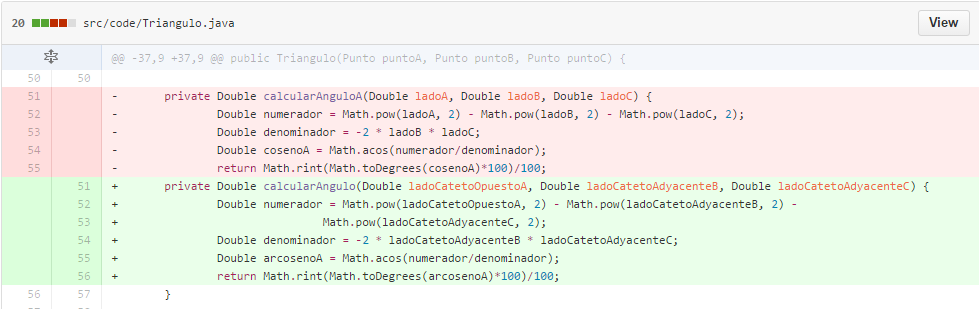 20 src/code/Triangulo.java View
@@ -37,9 +37,9 @@ public Triangulo(Punto puntoA, Punto puntoB, Punto puntoC) {
50 50
51 - private Double calcularAnguloA(Double ladoA, Double ladoB, Double ladoC) {
52 - Double numerador = Math.pow(ladoA, 2) - Math.pow(ladoB, 2) - Math.pow(ladoC, 2);
53 - Double denominador = -2 * ladoB * ladoC;
54 - Double cosenoA = Math.acos(numerador/denominador);
55 - return Math.rint(Math.toDegrees(cosenoA)*100)/100;
51 + private Double calcularAngulo(Double ladoCatetoOpuestoA, Double ladoCatetoAdyacenteB, Double ladoCatetoAdyacenteC) {
52 + Double numerador = Math.pow(ladoCatetoOpuestoA, 2) - Math.pow(ladoCatetoAdyacenteB, 2) -
53 + Math.pow(ladoCatetoAdyacenteC, 2);
54 + Double denominador = -2 * ladoCatetoAdyacenteB * ladoCatetoAdyacenteC;
55 + Double arcosenoA = Math.acos(numerador/denominador);
56 + return Math.rint(Math.toDegrees(arcosenoA)*100)/100;
56 57 }